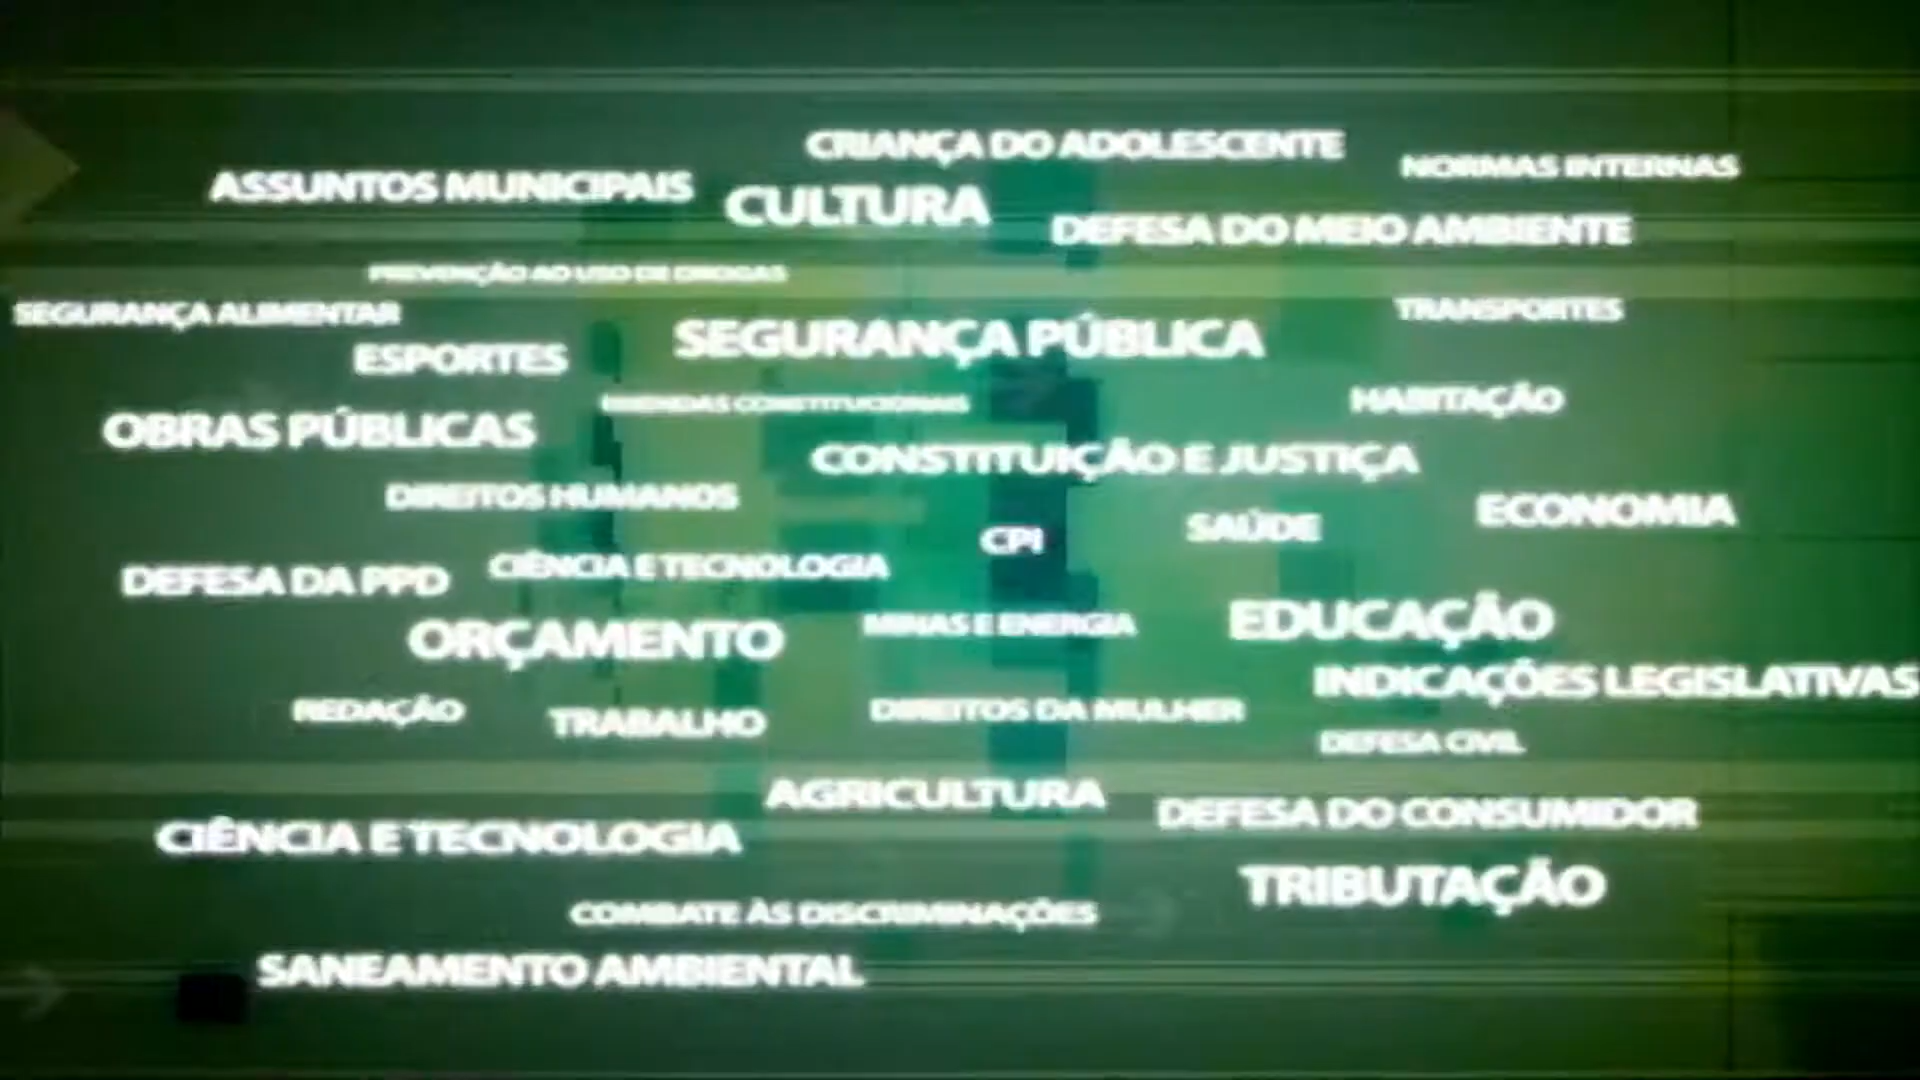 CRIANÇA DO ADOLESCENTE
NORMAS INTERNAS
ASSUNTOS MUNICIPAIS
CULTURA
DEFESA DO MEIO AMBIENTE
PREVENÇÃO AO USO DE DROGAS
SEGURANÇA ALIMENTAR
TRANSPORTES
SEGURANÇA PÚBLICA
ESPORTES
EMENDAS CONSTITUCIONAIS
HABITAÇÃO
OBRAS PÚBLICAS
CONSTITUIÇÃO E JUSTIÇA
DIREITOS HUMANOS
ECONOMIA
SAÚDE
CPI
CIÊNCIA E TECNOLOGIA
DEFESA DA PPD
MINAS E ENERGIA
EDUCAÇÃO
ORÇAMENTO
INDICAÇÕES LEGISLATIVAS
REDAÇÃO
TRABALHO
DIREITOS DA MULHER
DEFESA CIVIL
AGRICULTURA
DEFESA DO CONSUMIDOR
CIÊNCIA E TECNOLOGIA
TRIBUTAÇÃO
COMBATE ÀS DISCRIMINAÇÕES
SANEAMENTO AMBIENTAL